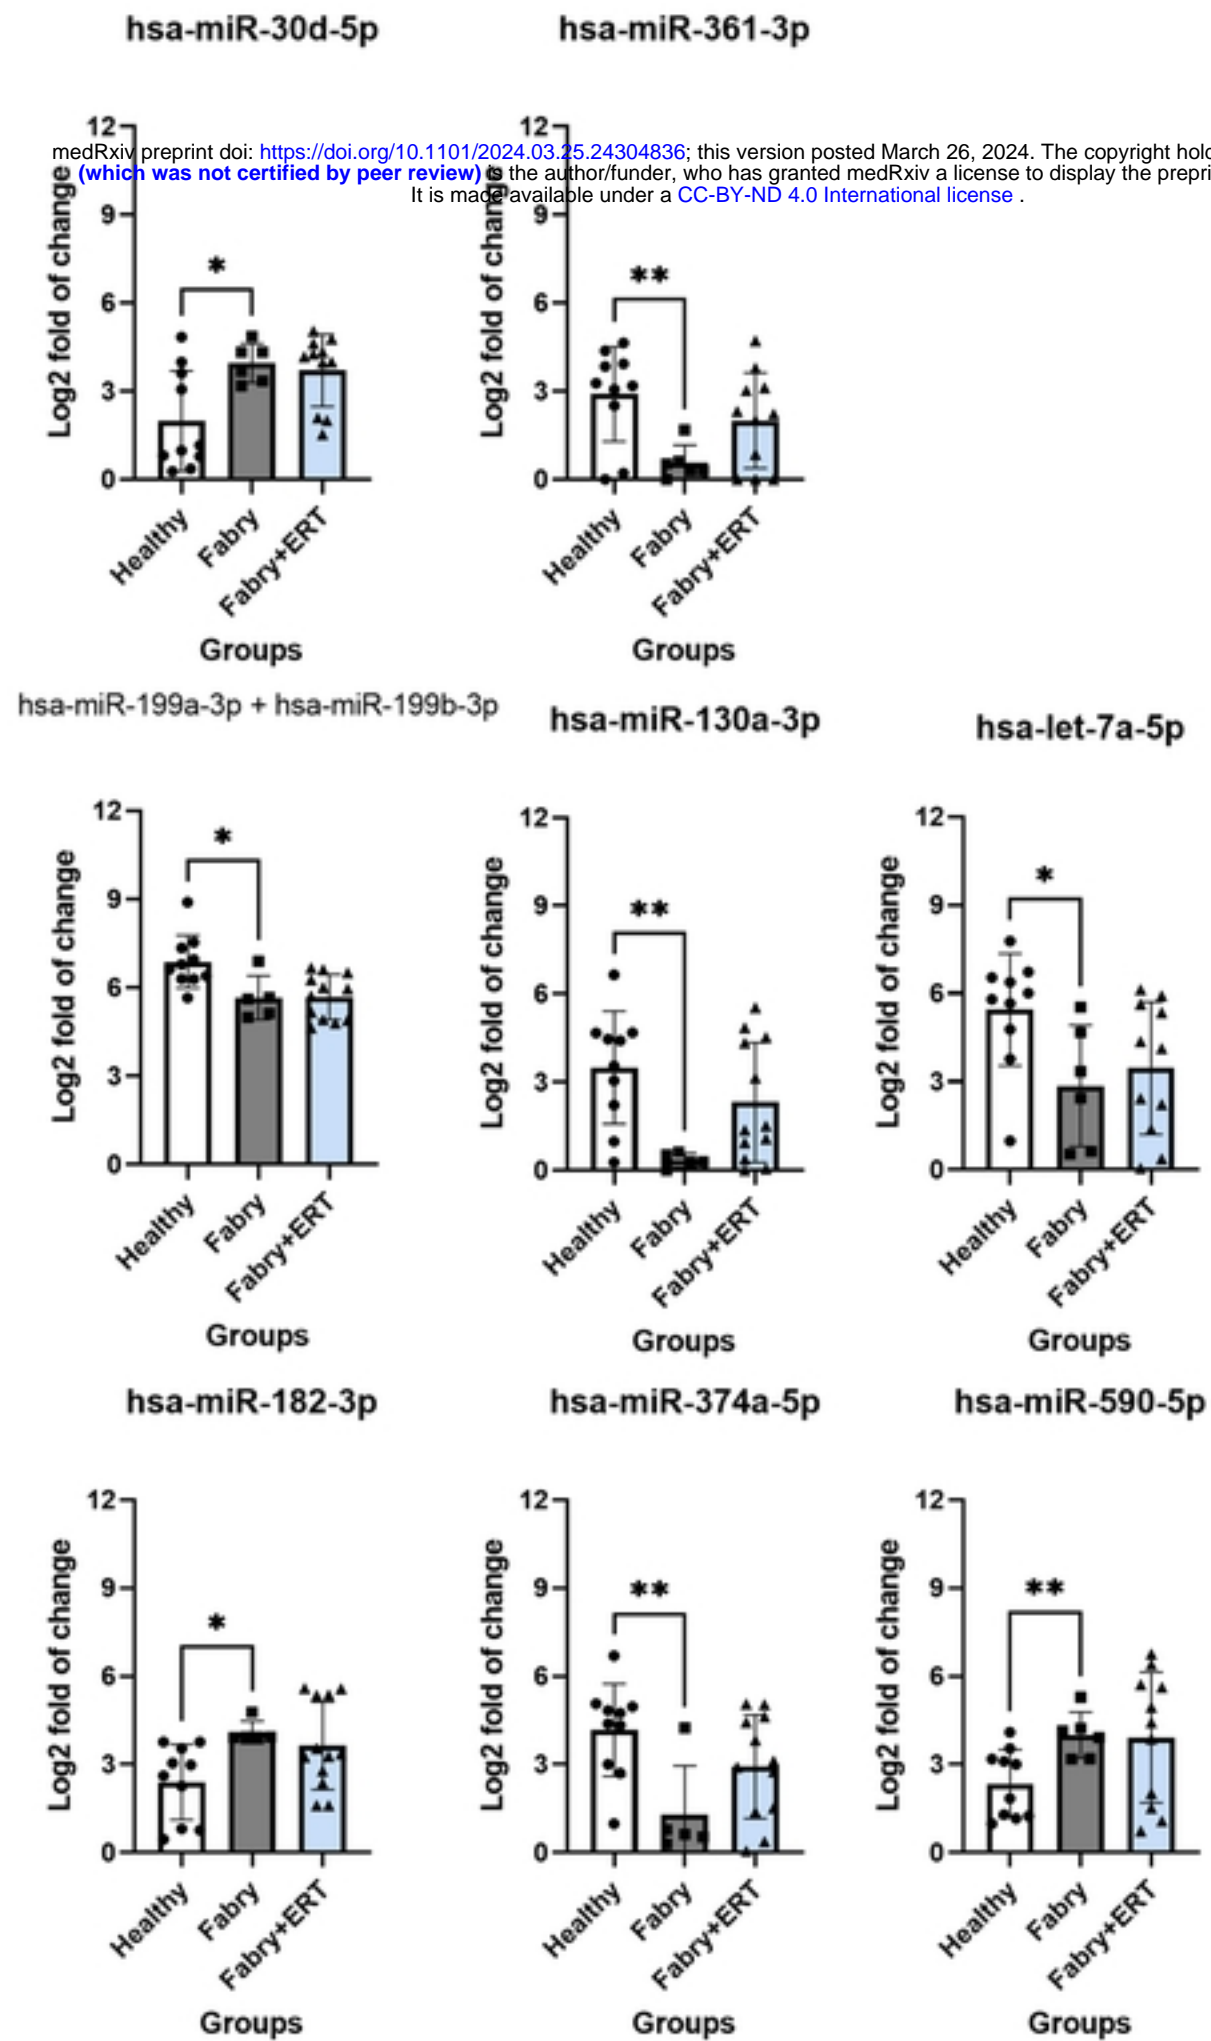 hsa-miR-30d-5p
hsa-miR-361-3p
medRxiv preprint doi: https://doi.org/10.1101/2024.03.25.24304836; this version posted March 26, 2024. The copyright
(which was not certified by peer review) is the author/funder, who has granted medRxiv a license to display the
It is made available under a CC-BY-ND 4.0 International license .
Log2 fold of change
12
9
6
3
0
*
Healthy
Fabry
Fabry+ERT
Groups
Log2 fold of change
12
9
6
3
0
**
Healthy
Fabry
Fabry+ERT
Groups
hsa-miR-199a-3p + hsa-miR-199b-3p
hsa-miR-130a-3p
hsa-let-7a-5p
Log2 fold of change
12
9
6
3
0
*
Healthy
Fabry
Fabry+ERT
Groups
Log2 fold of change
12
9
6
3
0
**
Healthy
Fabry
Fabry+ERT
Groups
Log2 fold of change
12
9
6
3
0
*
Healthy
Fabry
Fabry+ERT
Groups
hsa-miR-182-3p
hsa-miR-374a-5p
hsa-miR-590-5p
Log2 fold of change
12
9
6
3
0
*
Healthy
Fabry
Fabry+ERT
Groups
Log2 fold of change
12
9
6
3
0
**
Healthy
Fabry
Fabry+ERT
Groups
Log2 fold of change
12
9
6
3
0
**
Healthy
Fabry
Fabry+ERT
Groups